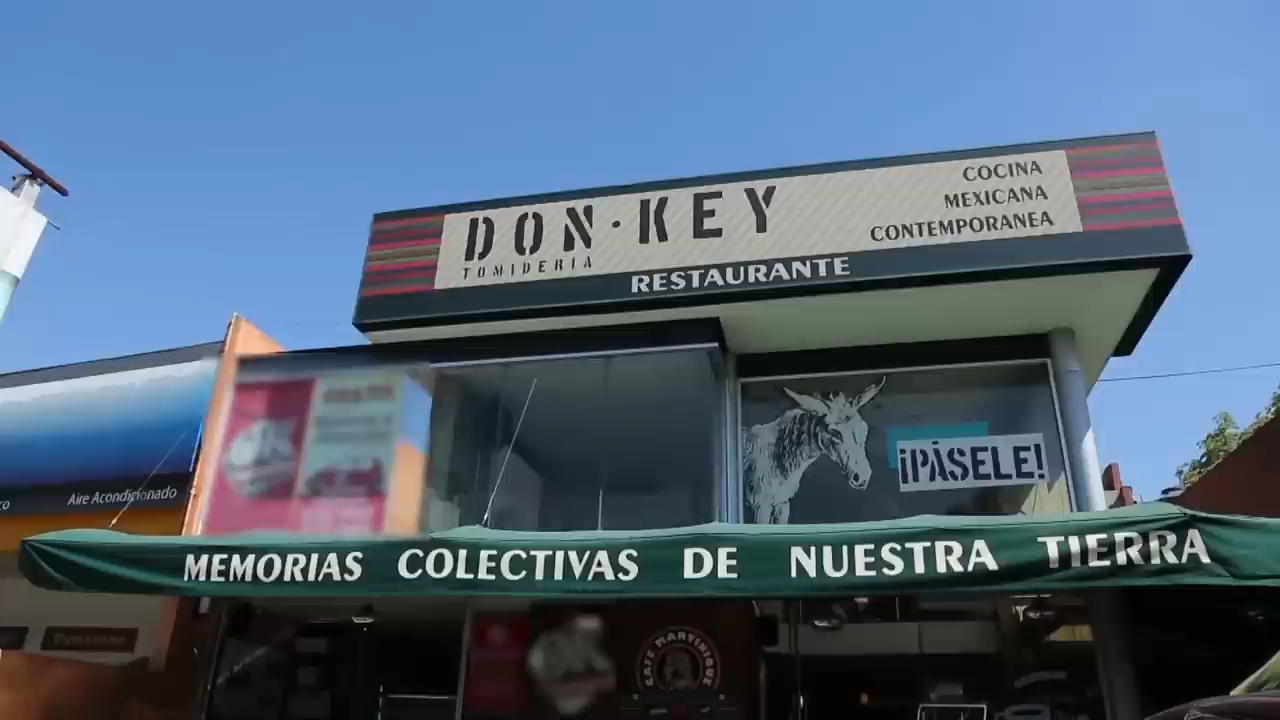 DON·KEY
TOMIDERIA
COCINA
MEXICANA
CONTEMPORANEA
RESTAURANTE
¡PÁSELE!
Aire Acondicionado
MEMORIAS COLECTIVAS DE NUESTRA TIERRA
CAFE MARTINIQUE